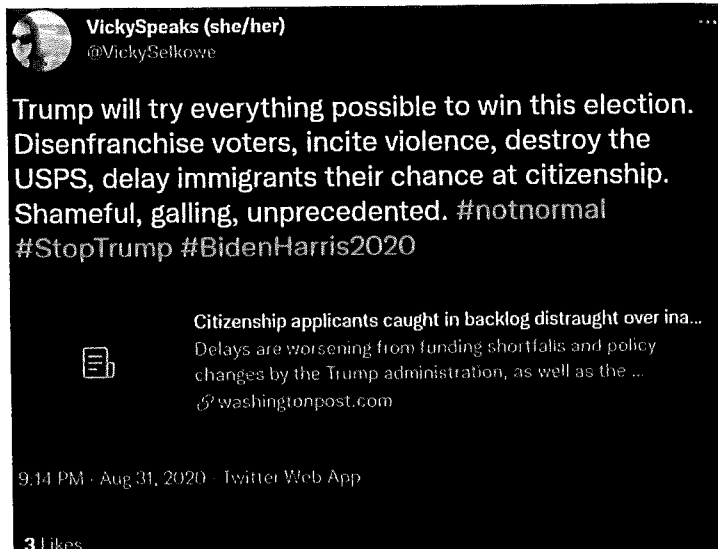 VickySpeaks (she/her)
@VickySelkowe
Trump will try everything possible to win this election.
Disenfranchise voters, incite violence, destroy the
USPS, delay immigrants their chance at citizenship.
Shameful, galling, unprecedented. #notnormal
#StopTrump #BidenHarris2020
Citizenship applicants caught in backlog distraught over ina...
Delays are worsening from funding shortfalls and policy
changes by the Trump administration, as well as the ...
washingtonpost.com
9:14 PM · Aug 31, 2020 · Twitter Web App
3 Likes